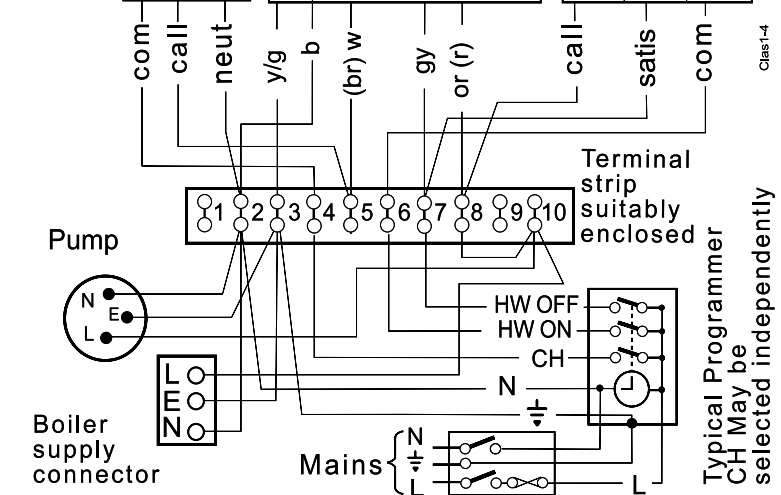 com
call
neut
y/g
b
(br) w
gy
or (r)
call
satis
com
Clas1-4
1 2 3 4 5 6 7 8 9 10
Terminal
strip
suitably
enclosed
Pump
N
E
L
HW OFF
HW ON
CH
N
L
E
N
Boiler
supply
connector
Mains
N
L
L
Typical Programmer
CH May be
selected independently